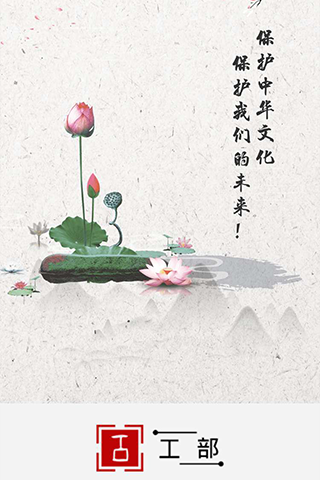 保护中华文化
保护我们的未来！
古工部